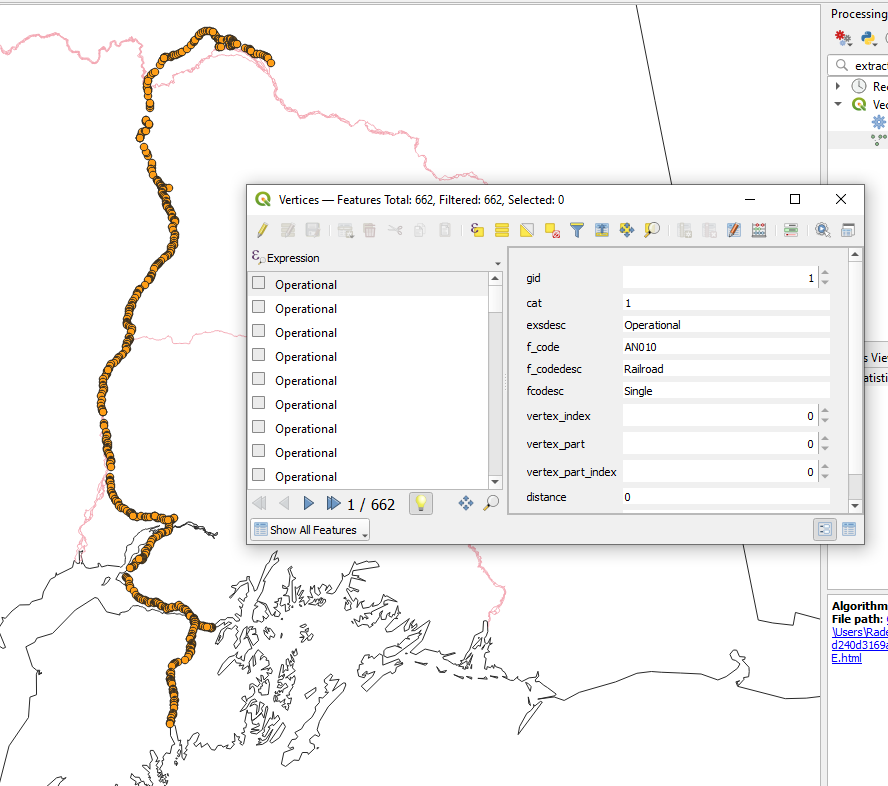 Processing
extract
Rec
Vec
Vertices — Features Total: 662, Filtered: 662, Selected: 0
Expression
Operational
Operational
Operational
Operational
Operational
Operational
Operational
Operational
Operational
1 / 662
Show All Features
gid 1
cat 1
exsdesc Operational
f_code AN010
f_codedesc Railroad
fcodesc Single
vertex_index 0
vertex_part 0
vertex_part_index 0
distance 0
s View
atisti
Algorithm
File path:
\Users\Rade
d240d3169a
E.html